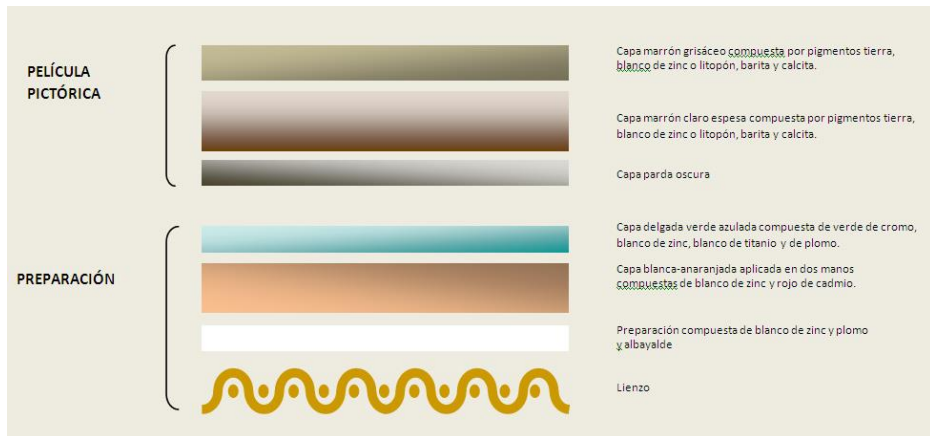 PELÍCULA
PICTÓRICA
Capa marrón grisáceo compuesta por pigmentos tierra,
blanco de zinc o litopón, barita y calcita.
Capa marrón claro espesa compuesta por pigmentos tierra,
blanco de zinc o litopón, barita y calcita.
Capa parda oscura
PREPARACIÓN
Capa delgada verde azulada compuesta de verde de cromo,
blanco de zinc, blanco de titanio y de plomo.
Capa blanca-anaranjada aplicada en dos manos
compuestas de blanco de zinc y rojo de cadmio.
Preparación compuesta de blanco de zinc y plomo
y albayalde
Lienzo